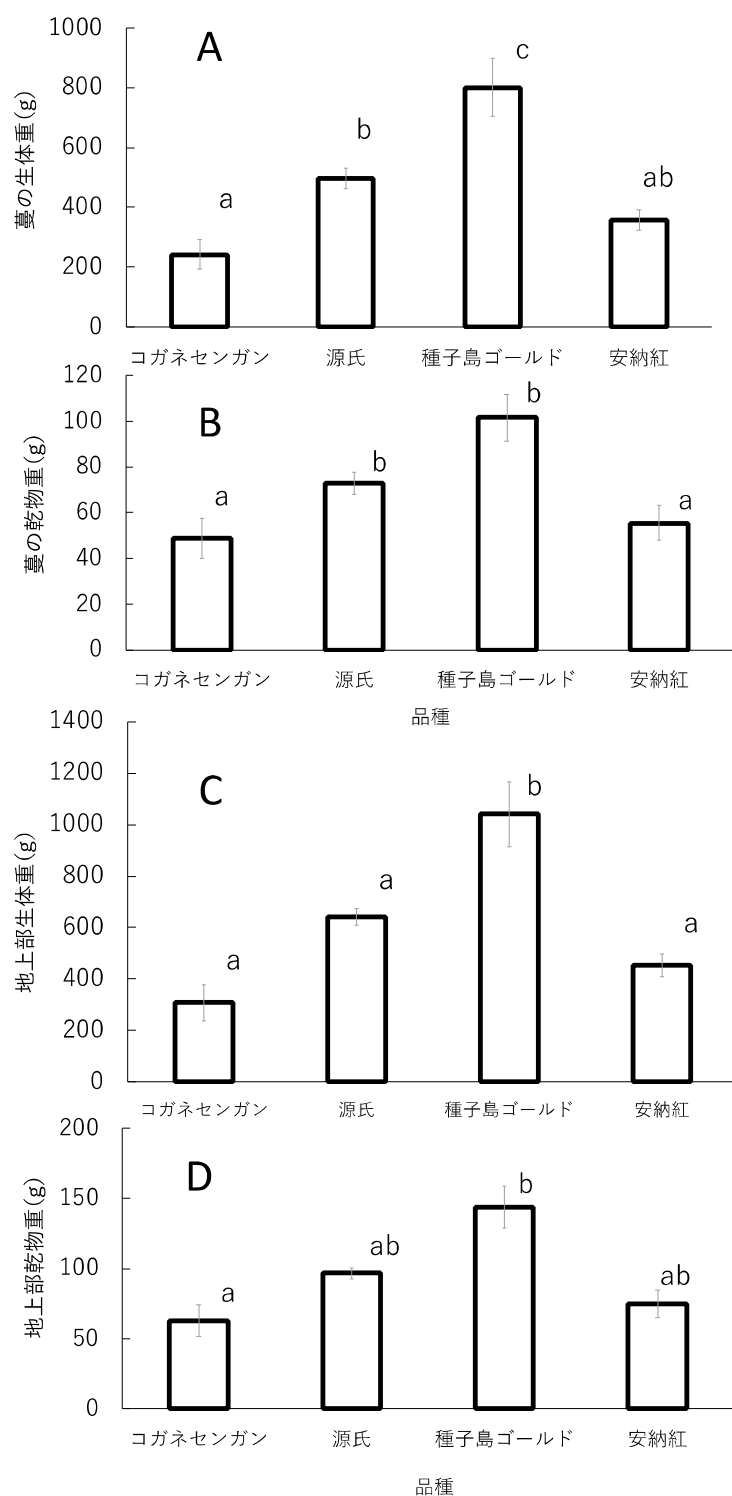 蔓の生体重(g)
1000
800
600
400
200
0
A
a
b
c
ab
コガネセンガン 源氏 種子島ゴールド 安納紅
蔓の乾物重(g)
120
100
80
60
40
20
0
B
a
b
b
a
コガネセンガン 源氏 種子島ゴールド 安納紅
品種
地上部生体重(g)
1400
1200
1000
800
600
400
200
0
C
a
a
b
a
コガネセンガン 源氏 種子島ゴールド 安納紅
地上部乾物重(g)
200
150
100
50
0
D
a
ab
b
ab
コガネセンガン 源氏 種子島ゴールド 安納紅
品種